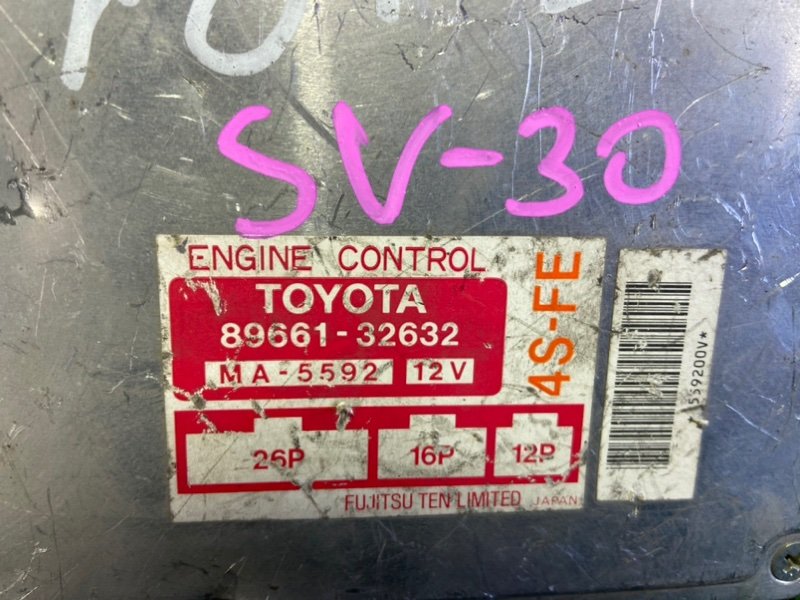 SV-30
ENGINE CONTROL
TOYOTA
89661-32632
MA-5592 12V
4S-FE
26P 16P 12P
FUJITSU TEN LIMITED JAPAN